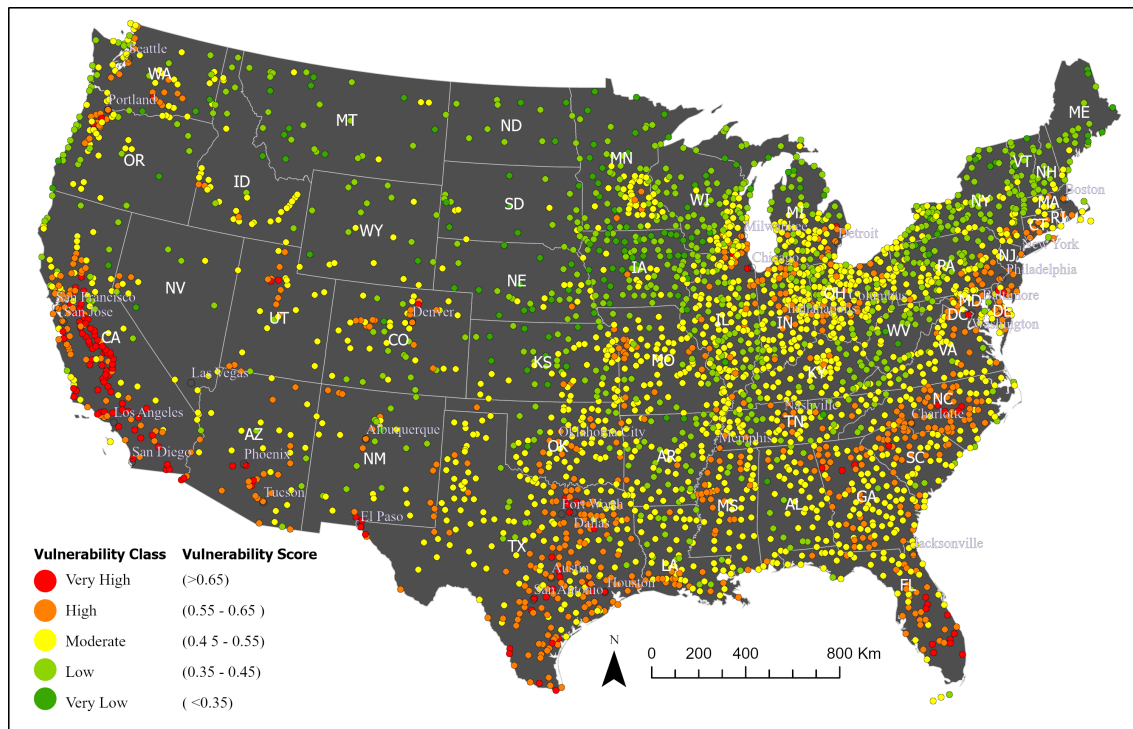 Seattle
WA
Portland
MT
ND
ME
OR
MN
VT
NH
ID
WI
NY
MA
Boston
SD
MI
RI
CT
WY
Milwaukee
Detroit
New York
Chicago
NJ
PA
Philadelphia
IA
NE
NV
OH
Columbus
MD
Baltimore
San Francisco
San Jose
UT
Denver
Indianapolis
DC
DE
CA
CO
IL
IN
WV
Washington
KS
MO
VA
Las Vegas
KY
Los Angeles
Nashville
NC
Charlotte
AZ
Albuquerque
Oklahoma City
TN
San Diego
Phoenix
NM
OK
Memphis
AR
SC
Tucson
El Paso
Fort Worth
Dallas
MS
AL
GA
TX
Jacksonville
Austin
LA
San Antonio
Houston
FL
Vulnerability Class Vulnerability Score
Very High (>0.65)
High (0.55 - 0.65 )
Moderate (0.4 5 - 0.55)
Low (0.35 - 0.45)
Very Low ( <0.35)
N
0 200 400 800 Km